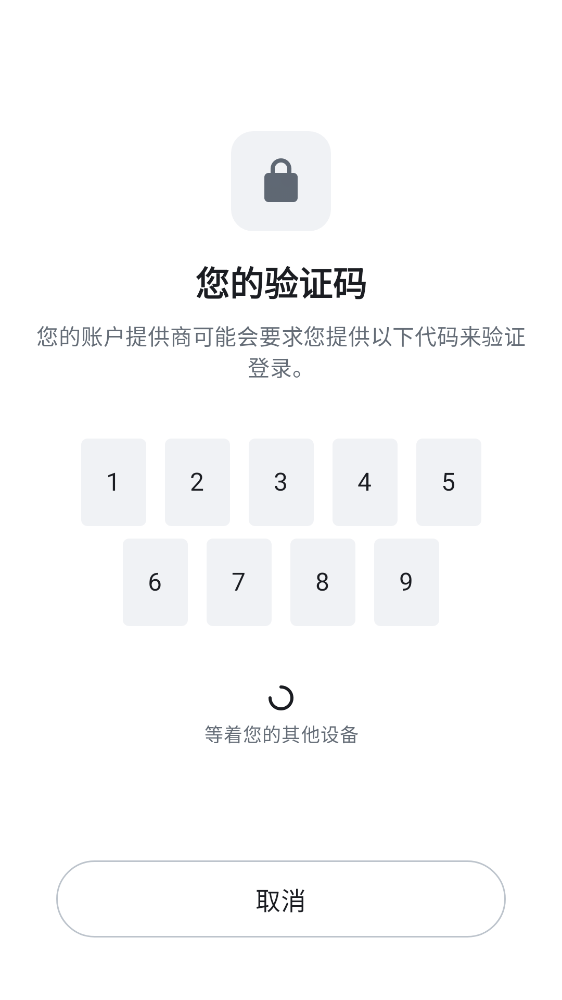 您的验证码
您的账户提供商可能会要求您提供以下代码来验证
登录。
1 2 3 4 5
6 7 8 9
等着您的其他设备
取消